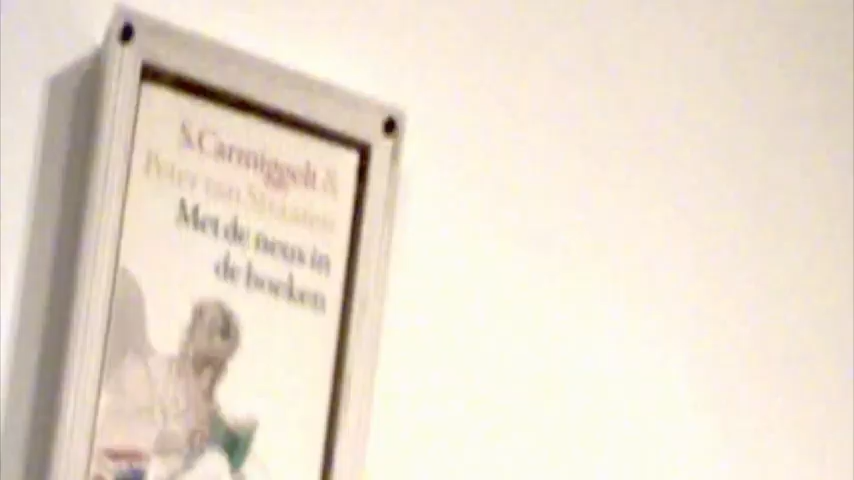 S. Carmiggelt &
Peter van Straaten
Met de neus in
de boeken